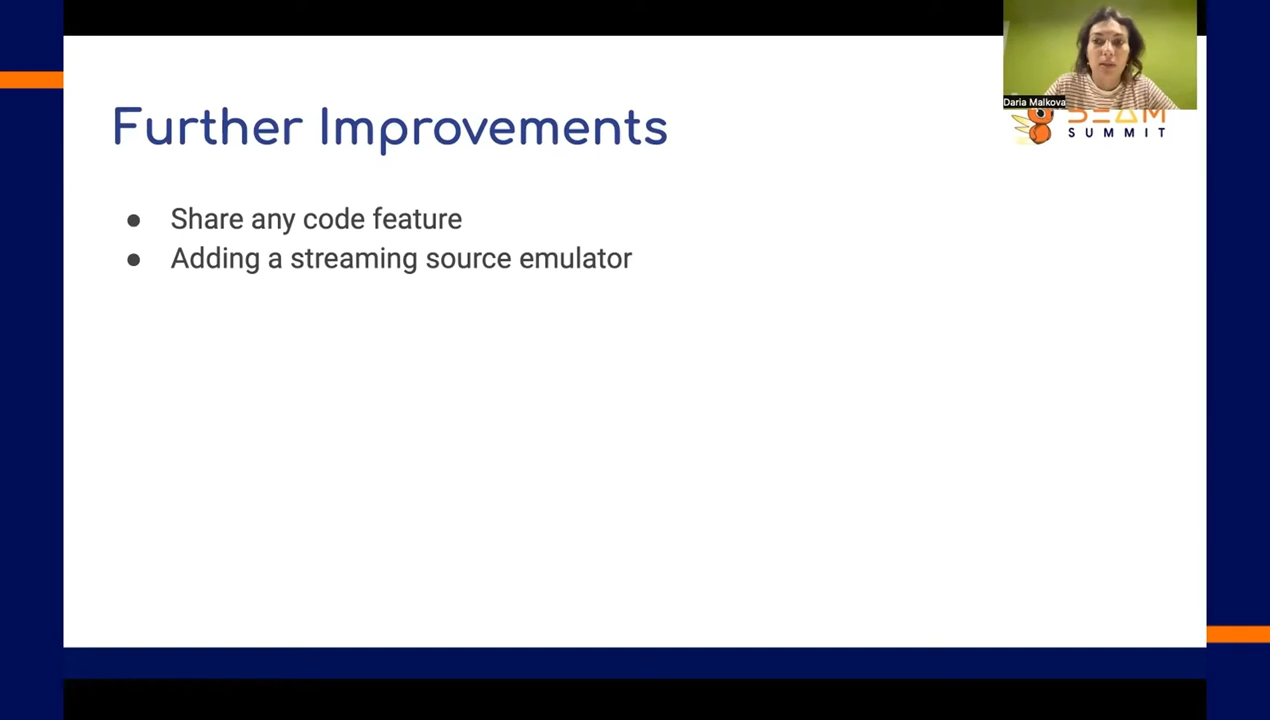 Daria Malkova
BEAM
SUMMIT
Further Improvements
● Share any code feature
● Adding a streaming source emulator